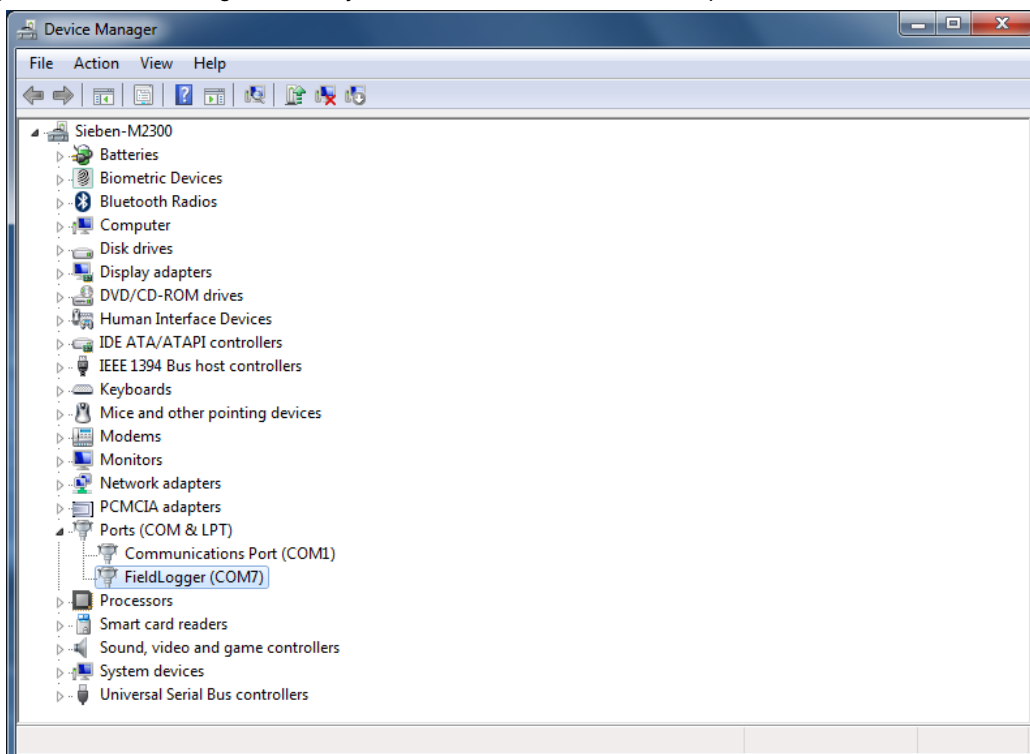 Device Manager
File Action View Help
Sieben-M2300
Batteries
Biometric Devices
Bluetooth Radios
Computer
Disk drives
Display adapters
DVD/CD-ROM drives
Human Interface Devices
IDE ATA/ATAPI controllers
IEEE 1394 Bus host controllers
Keyboards
Mice and other pointing devices
Modems
Monitors
Network adapters
PCMCIA adapters
Ports (COM & LPT)
Communications Port (COM1)
FieldLogger (COM7)
Processors
Smart card readers
Sound, video and game controllers
System devices
Universal Serial Bus controllers